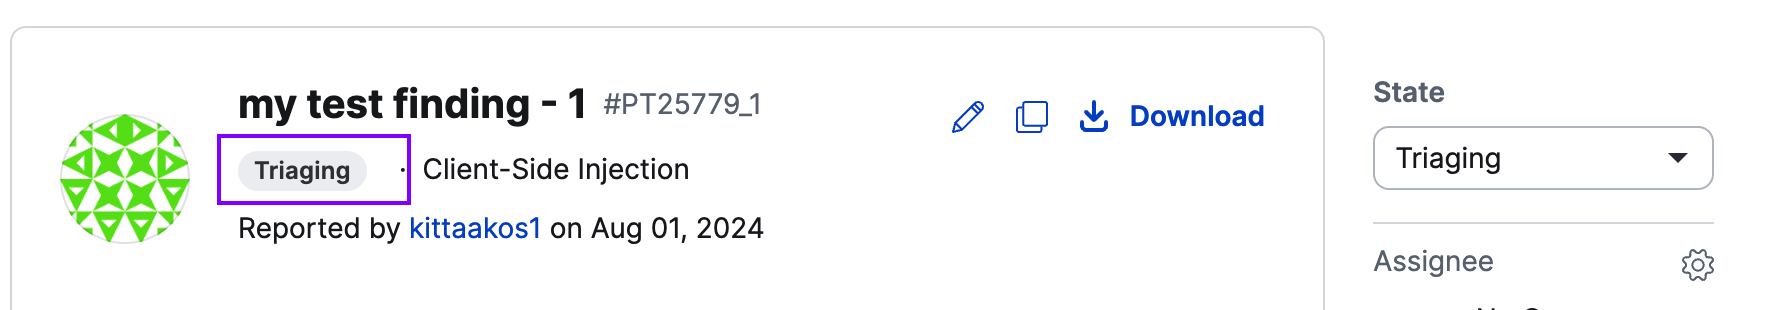 my test finding - 1 #PT25779_1
Download
Triaging · Client-Side Injection
Reported by kittaakos1 on Aug 01, 2024
State
Triaging
Assignee